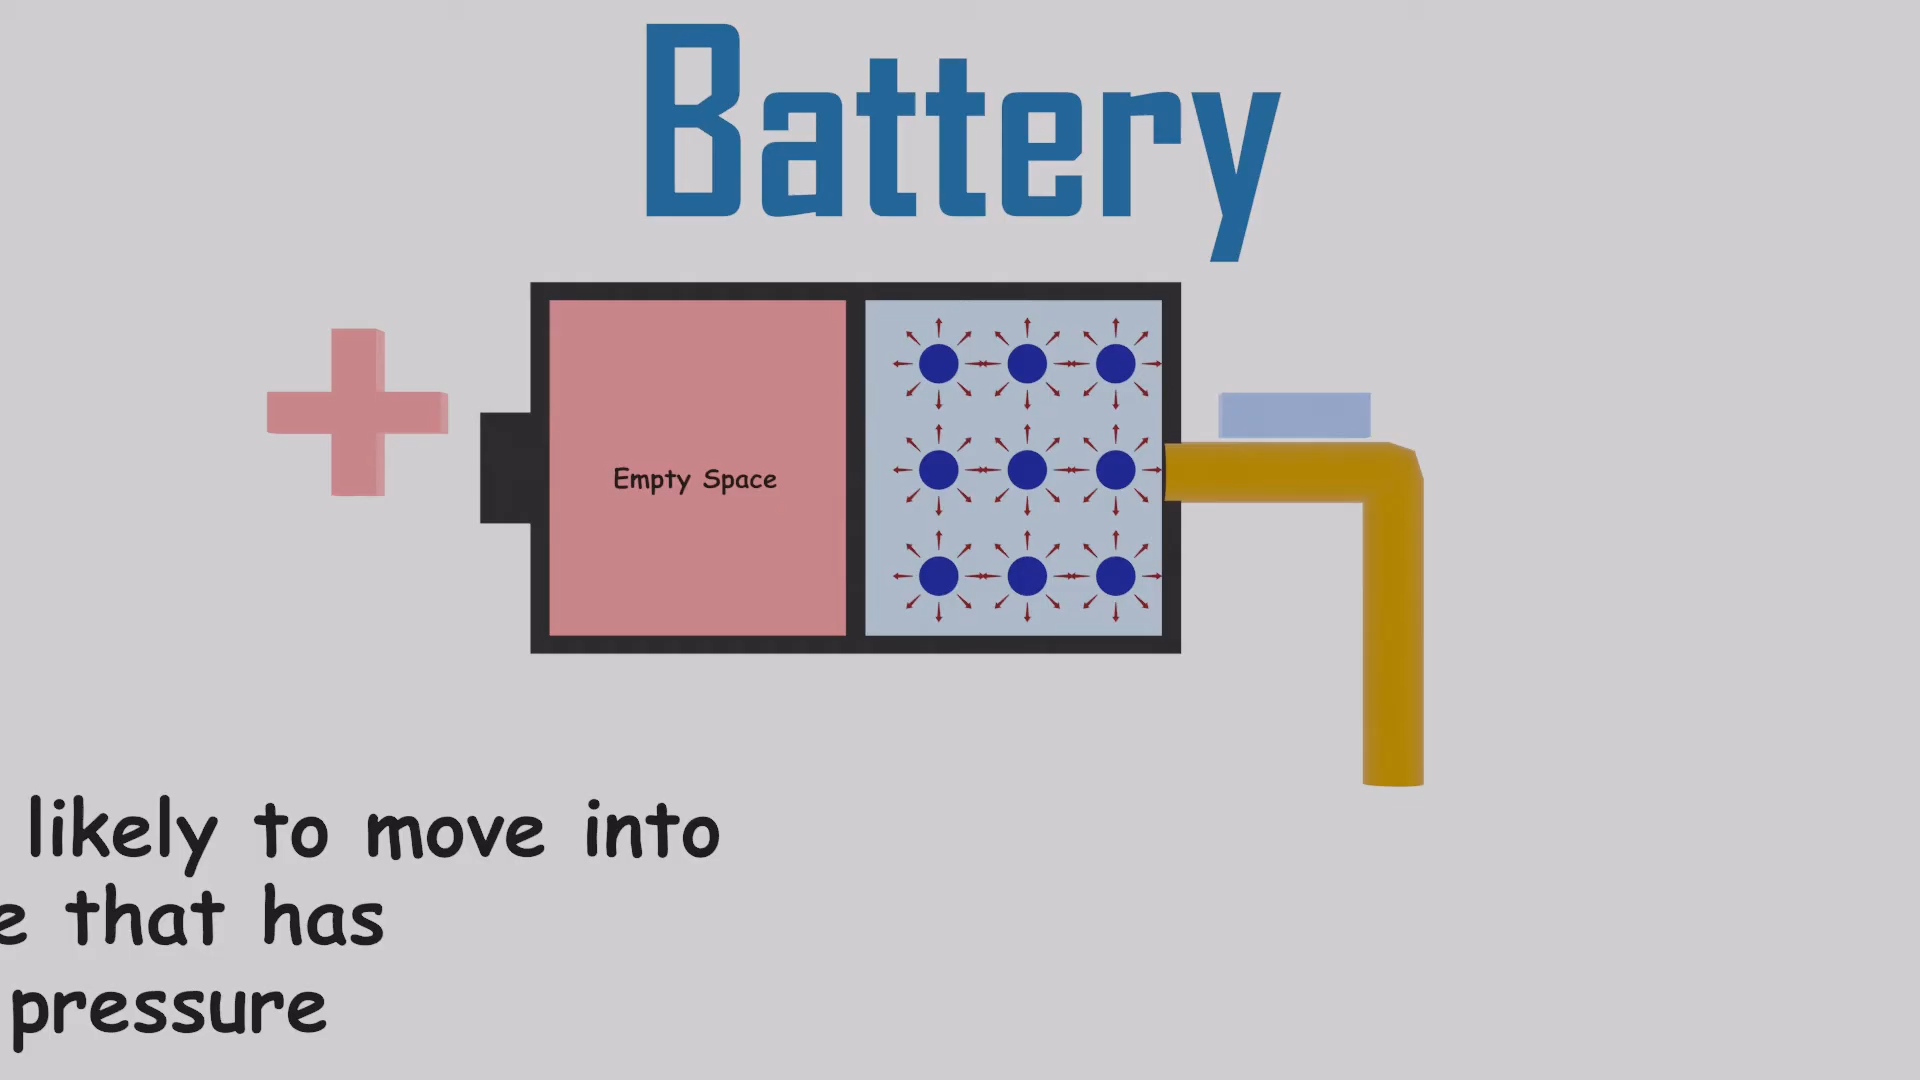 Battery
Empty Space
likely to move into
e that has
pressure